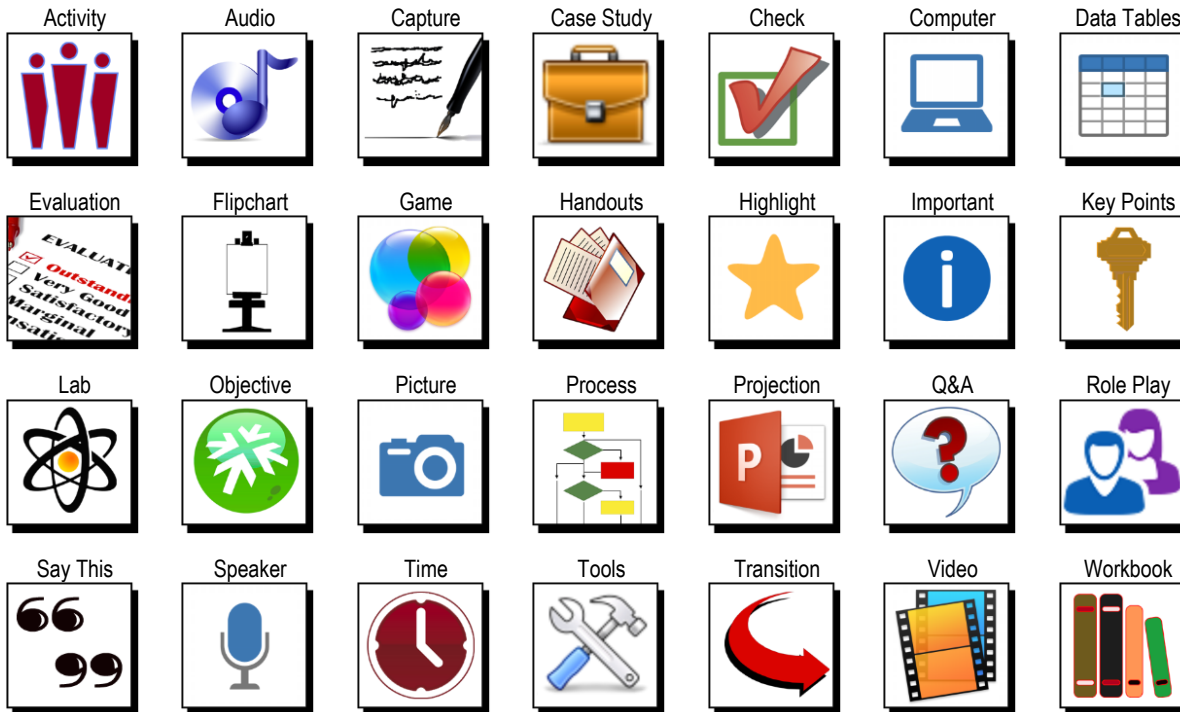 Activity Audio Capture Case Study Check Computer Data Tables
Evaluation Flipchart Game Handouts Highlight Important Key Points
EVALUATI
Outstand
Very Good
Satisfactory
Marginal
Lab Objective Picture Process Projection Q&A Role Play
P
?
Say This Speaker Time Tools Transition Video Workbook